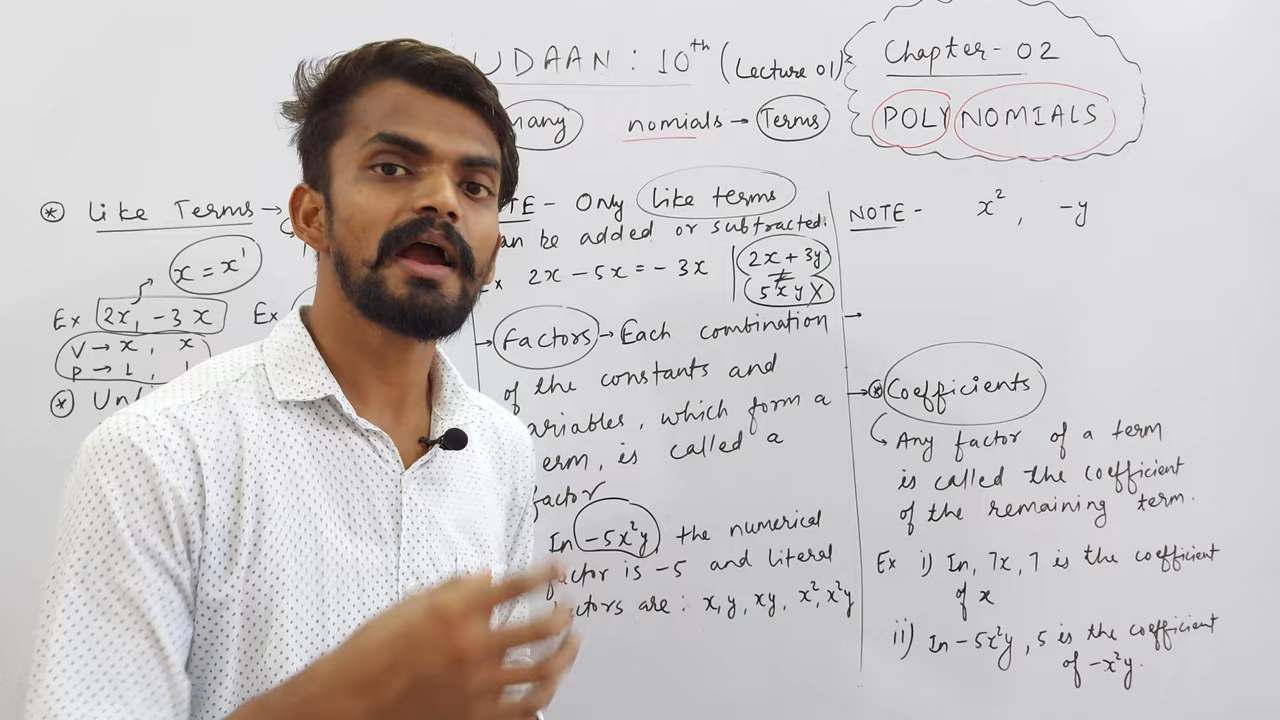 UDAAN : 10th (Lecture 01)
Chapter - 02
POLYNOMIALS
many nomials → Terms
⊛ Like Terms →
x = x¹
Ex 2x, -3x Ex
V → x, x
P → 1, 1
⊛
NOTE - Only like terms
can be added or subtracted.
Ex 2x - 5x = -3x
2x + 3y
≠
5xy X
→ Factors → Each combination
of the constants and
variables, which form a
term, is called a
factor
In -5x²y, the numerical
factor is -5 and literal
factors are : x, y, xy, x², x²y
NOTE - x² , -y
→
→ ⊛ Coefficients
Any factor of a term
is called the coefficient
of the remaining term.
Ex i) In, 7x, 7 is the coefficient
of x
ii) In -5x²y, 5 is the coefficient
of -x²y.